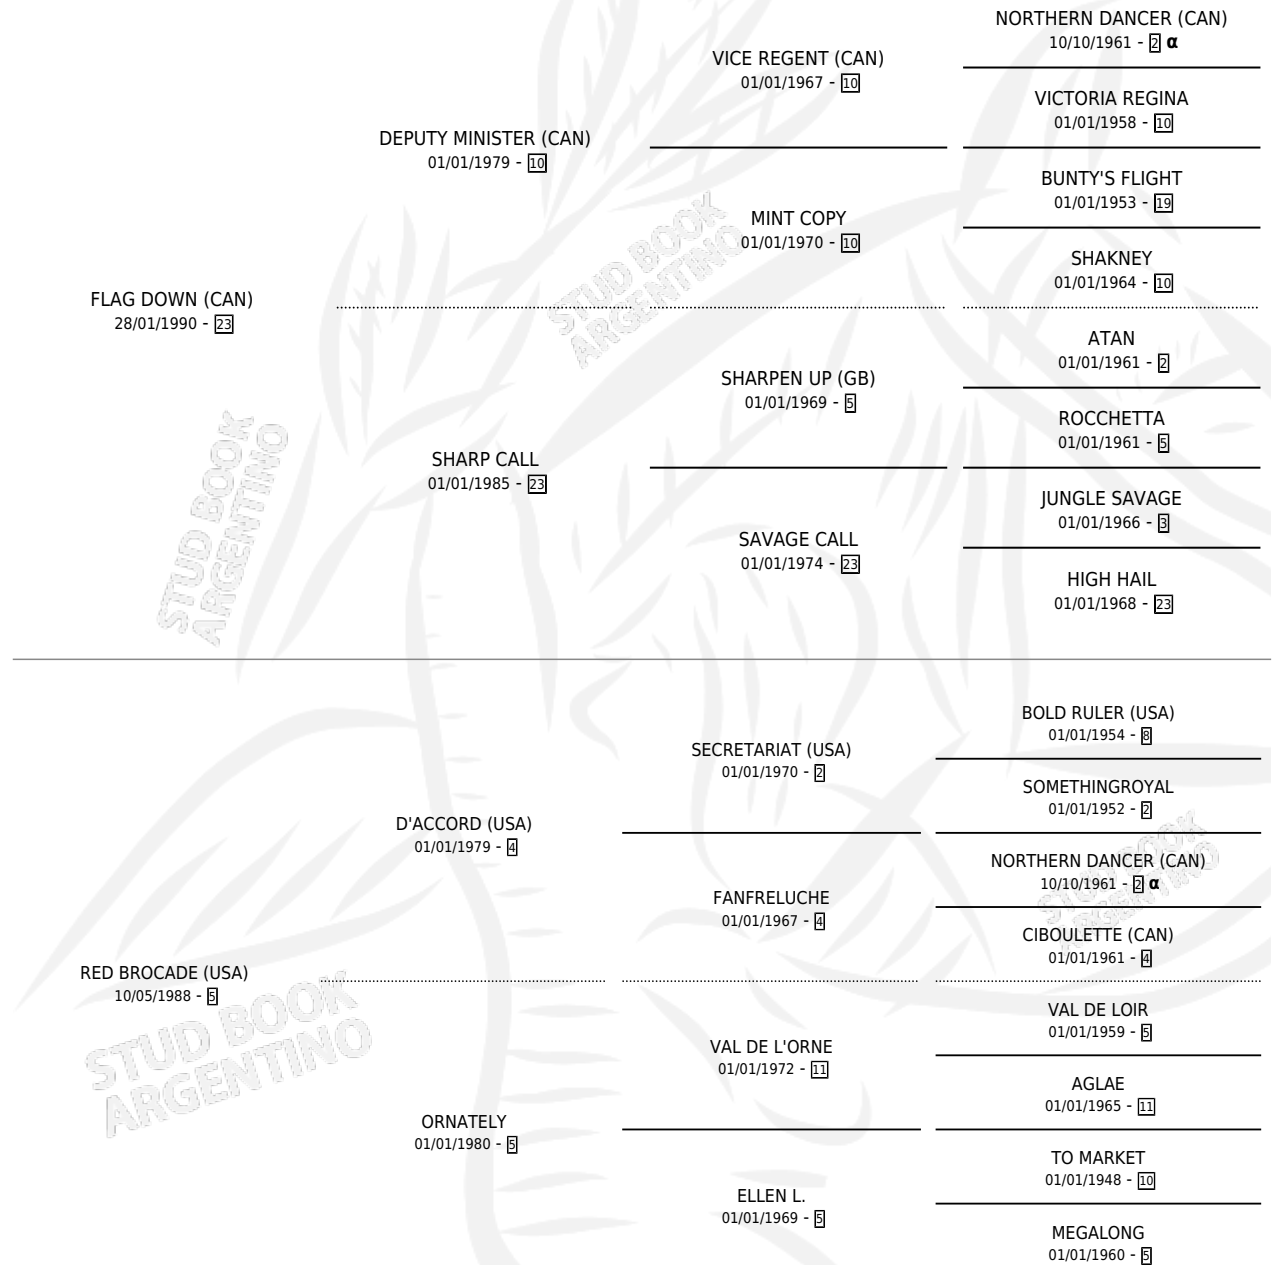 NORTHERN DANCER (CAN)
10/10/1961 - 2 α
VICE REGENT (CAN)
01/01/1967 - 10
VICTORIA REGINA
01/01/1958 - 10
DEPUTY MINISTER (CAN)
01/01/1979 - 10
BUNTY'S FLIGHT
01/01/1953 - 19
MINT COPY
01/01/1970 - 10
SHAKNEY
01/01/1964 - 10
FLAG DOWN (CAN)
28/01/1990 - 23
ATAN
01/01/1961 - 2
SHARPEN UP (GB)
01/01/1969 - 5
ROCCHETTA
01/01/1961 - 5
SHARP CALL
01/01/1985 - 23
JUNGLE SAVAGE
01/01/1966 - 3
SAVAGE CALL
01/01/1974 - 23
HIGH HAIL
01/01/1968 - 23
STUD BOOK
ARGENTINO
STUD BOOK
ARGENTINO
BOLD RULER (USA)
01/01/1954 - 8
SECRETARIAT (USA)
01/01/1970 - 2
SOMETHINGROYAL
01/01/1952 - 2
D'ACCORD (USA)
01/01/1979 - 4
NORTHERN DANCER (CAN)
10/10/1961 - 2 α
FANFRELUCHE
01/01/1967 - 4
CIBOULETTE (CAN)
01/01/1961 - 4
RED BROCADE (USA)
10/05/1988 - 5
VAL DE LOIR
01/01/1959 - 5
VAL DE L'ORNE
01/01/1972 - 11
AGLAE
01/01/1965 - 11
ORNATELY
01/01/1980 - 5
TO MARKET
01/01/1948 - 10
ELLEN L.
01/01/1969 - 5
MEGALONG
01/01/1960 - 5
STUD BOOK
ARGENTINO
STUD BOOK
ARGENTINO